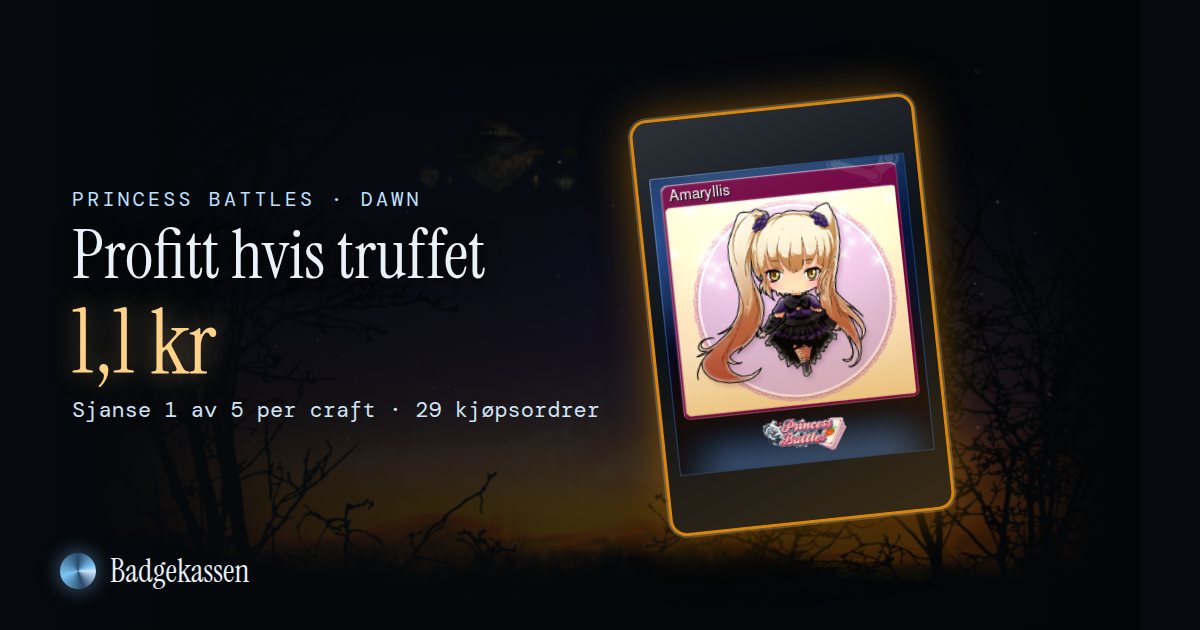 PRINCESS BATTLES · DAWN
Profitt hvis truffet
1,1 kr
Sjanse 1 av 5 per craft · 29 kjøpsordrer
Badgekassen
Amaryllis
Princess
Battles